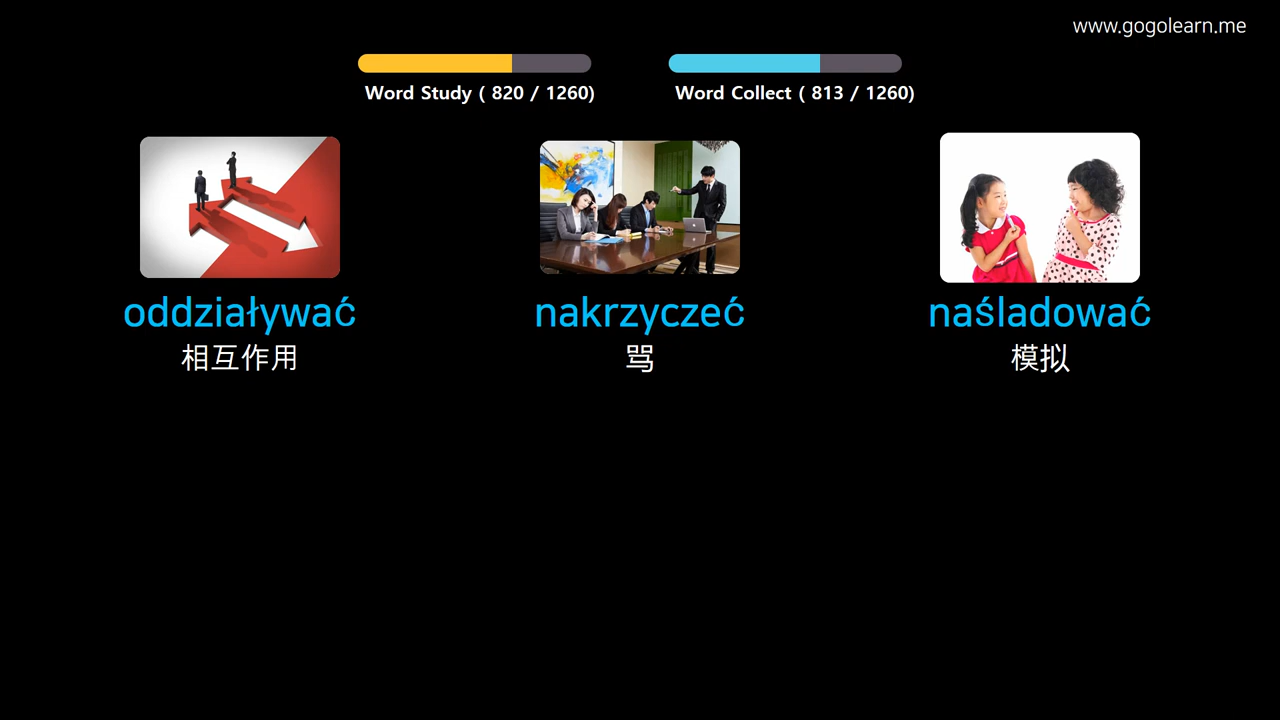 www.gogolearn.me
Word Study ( 820 / 1260)
Word Collect ( 813 / 1260)
oddziaływać
nakrzyczeć
naśladować
相互作用
骂
模拟